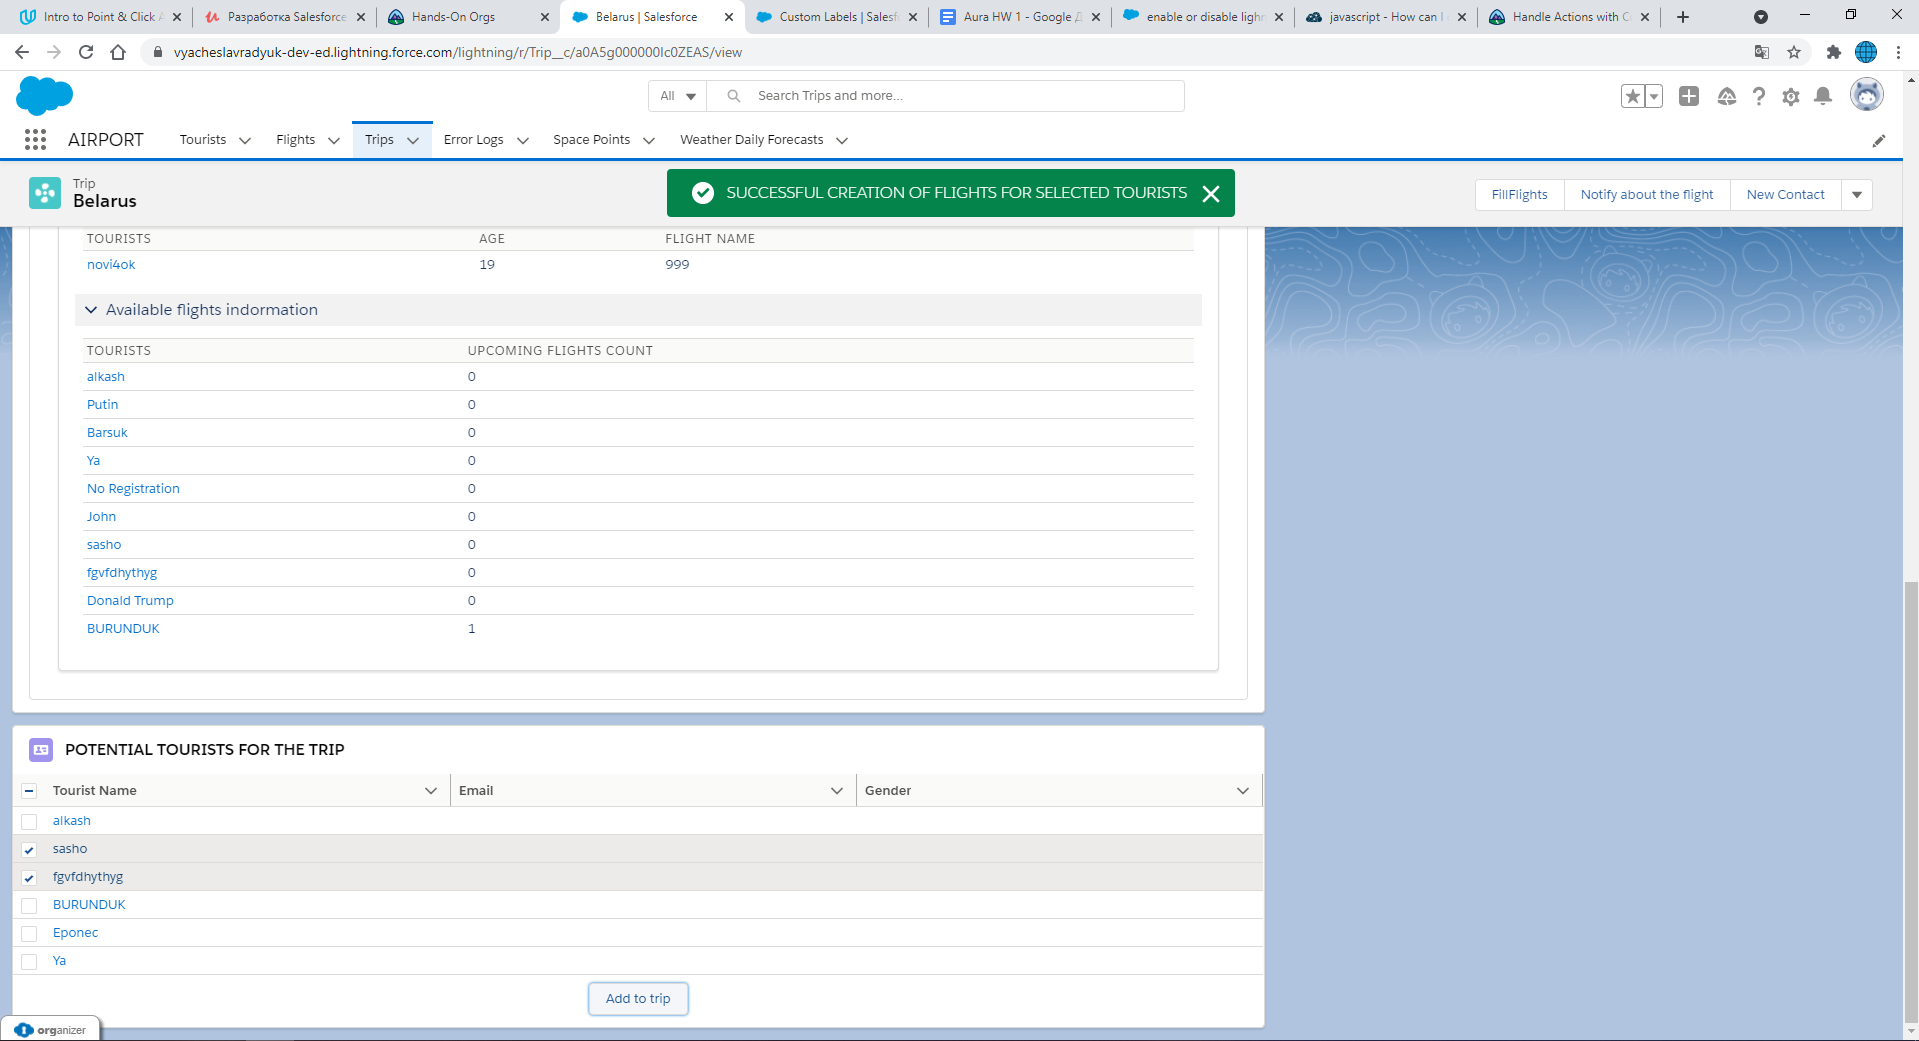 Intro to Point & Click
Разработка Salesforce
Hands-On Orgs
Belarus | Salesforce
Custom Labels | Salesf
Aura HW 1 - Google Д
enable or disable lightn
javascript - How can I
Handle Actions with C
vyacheslavradyuk-dev-ed.lightning.force.com/lightning/r/Trip__c/a0A5g000000Ic0ZEAS/view
All
Search Trips and more...
AIRPORT
Tourists
Flights
Trips
Error Logs
Space Points
Weather Daily Forecasts
Trip
Belarus
SUCCESSFUL CREATION OF FLIGHTS FOR SELECTED TOURISTS
FillFlights
Notify about the flight
New Contact
TOURISTS AGE FLIGHT NAME
novi4ok 19 999
Available flights indormation
TOURISTS UPCOMING FLIGHTS COUNT
alkash 0
Putin 0
Barsuk 0
Ya 0
No Registration 0
John 0
sasho 0
fgvfdhythyg 0
Donald Trump 0
BURUNDUK 1
POTENTIAL TOURISTS FOR THE TRIP
Tourist Name Email Gender
alkash
sasho
fgvfdhythyg
BURUNDUK
Eponec
Ya
Add to trip
organizer